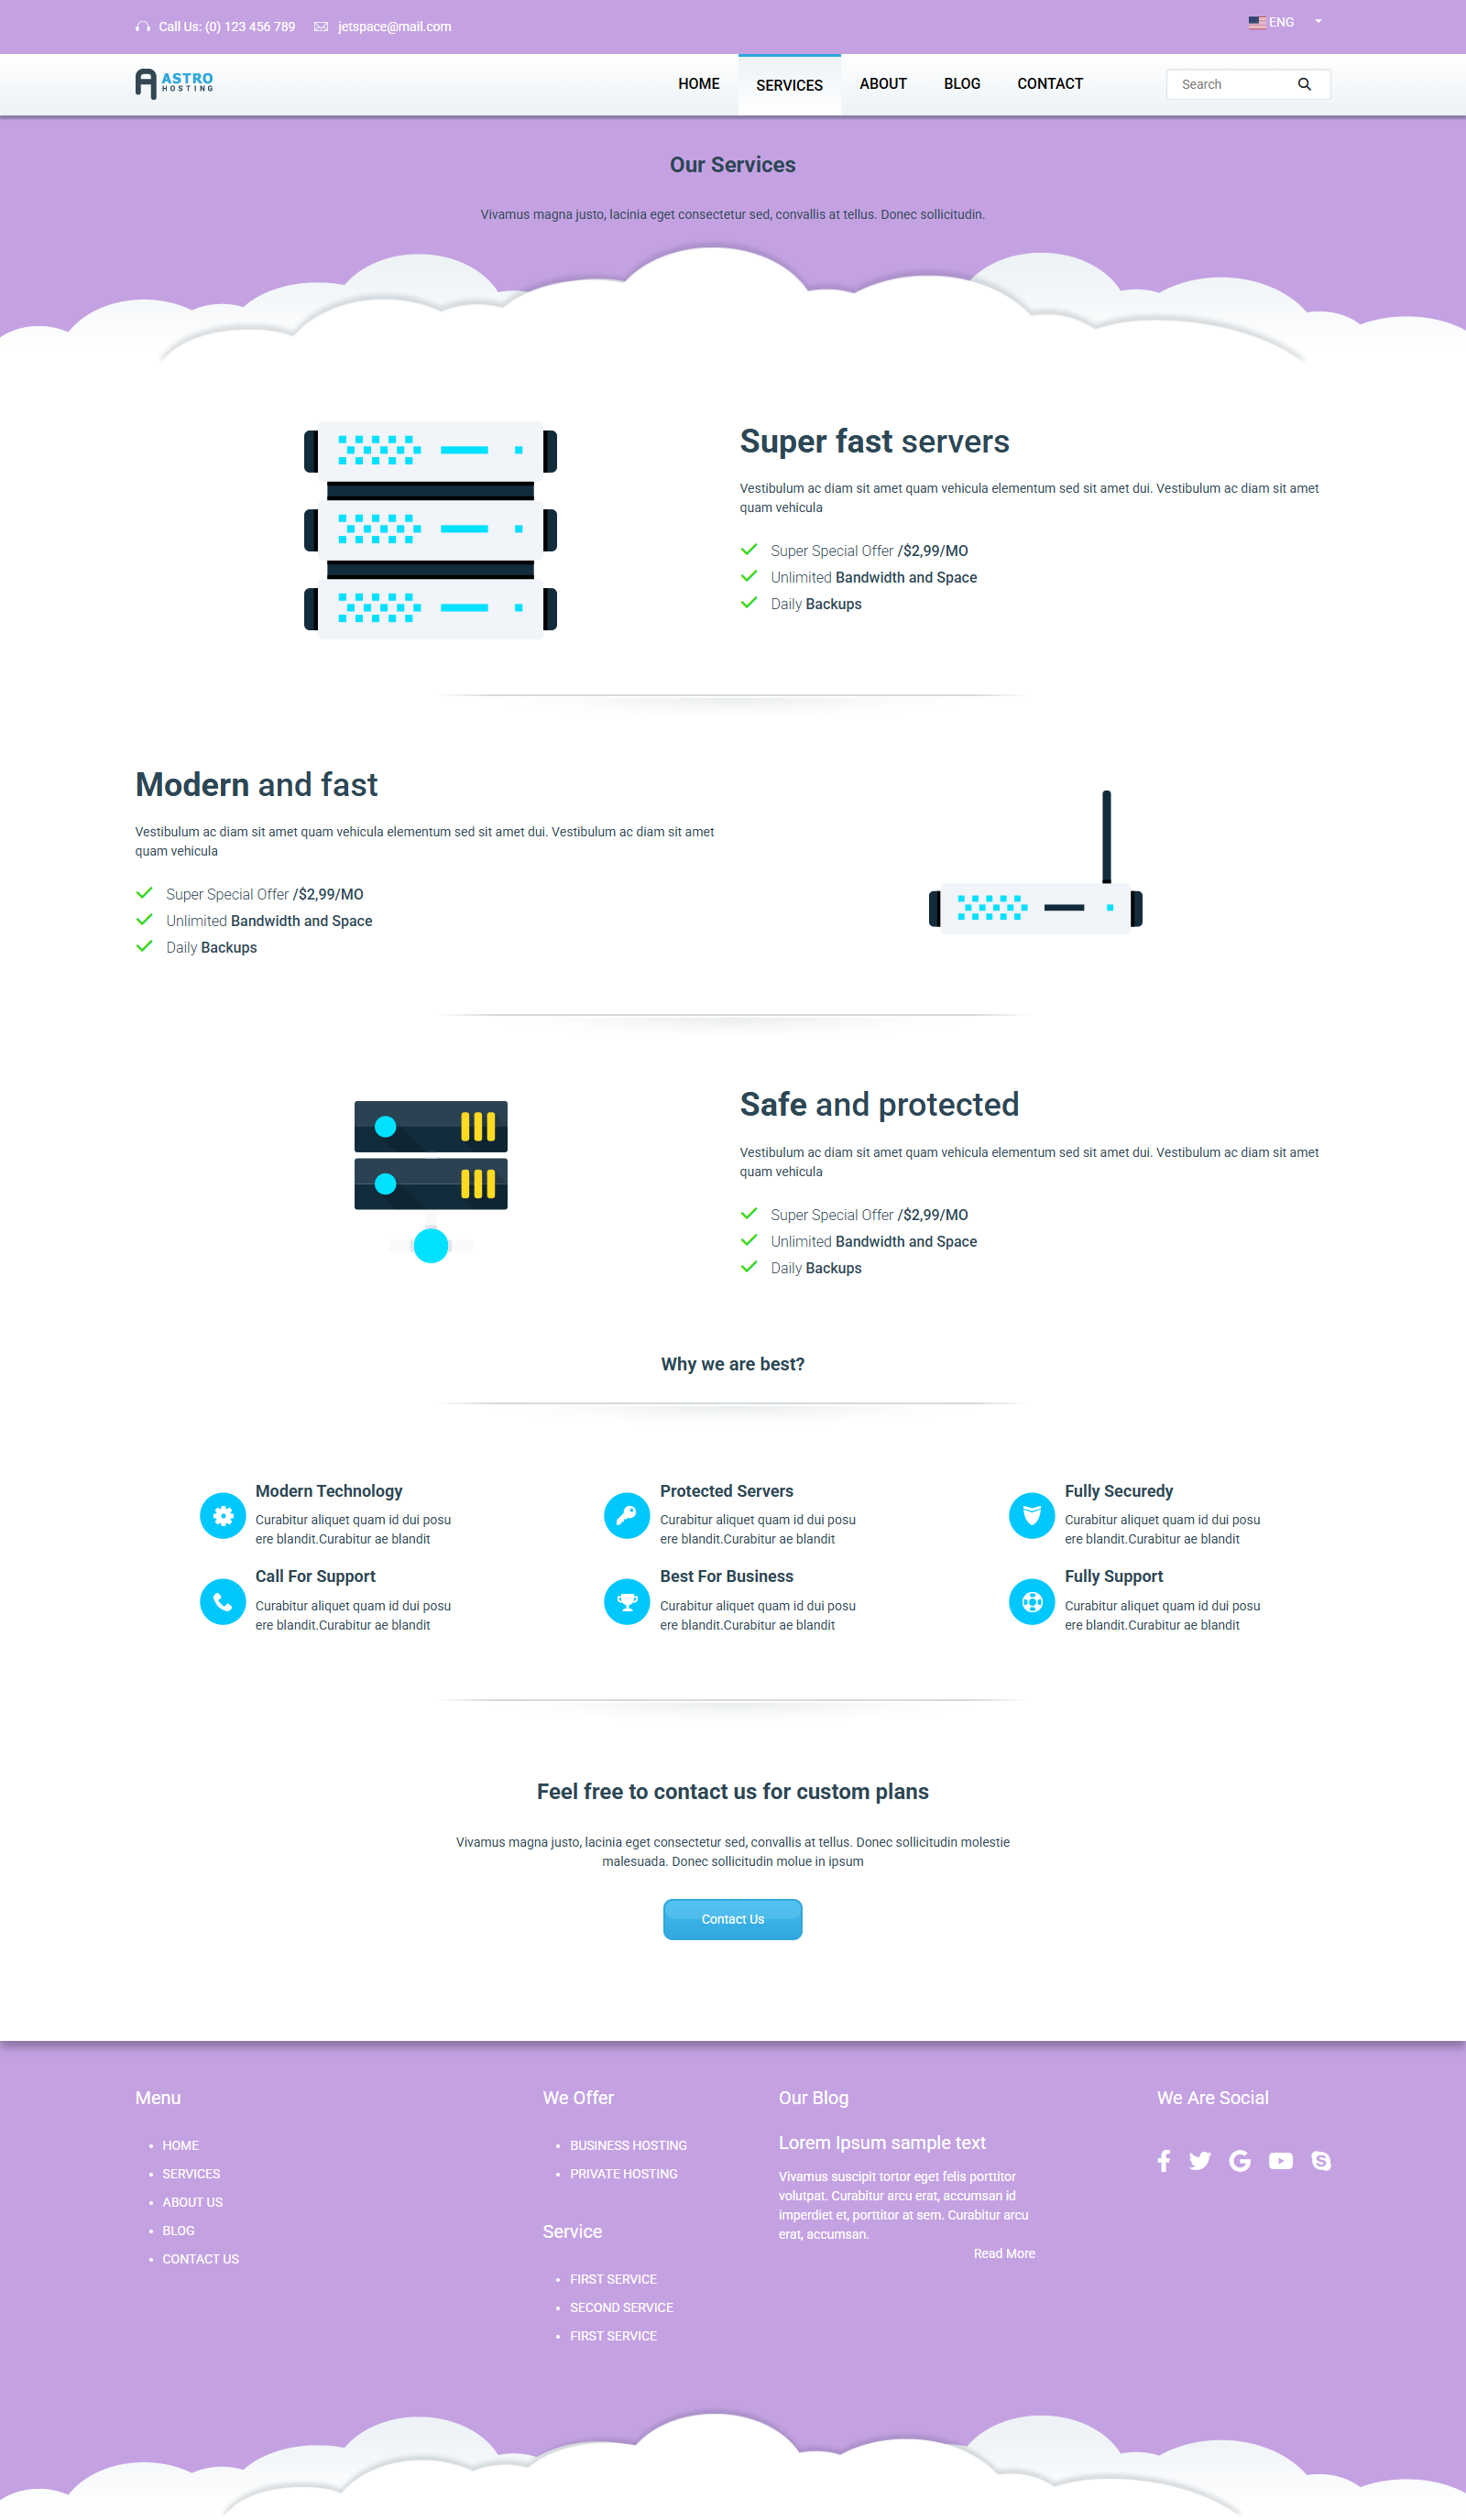 Call Us: (0) 123 456 789 jetspace@mail.com ENG
ASTRO
HOSTING
HOME SERVICES ABOUT BLOG CONTACT Search
Our Services
Vivamus magna justo, lacinia eget consectetur sed, convallis at tellus. Donec sollicitudin.
Super fast servers
Vestibulum ac diam sit amet quam vehicula elementum sed sit amet dui. Vestibulum ac diam sit amet
quam vehicula
Super Special Offer /$2,99/MO
Unlimited Bandwidth and Space
Daily Backups
Modern and fast
Vestibulum ac diam sit amet quam vehicula elementum sed sit amet dui. Vestibulum ac diam sit amet
quam vehicula
Super Special Offer /$2,99/MO
Unlimited Bandwidth and Space
Daily Backups
Safe and protected
Vestibulum ac diam sit amet quam vehicula elementum sed sit amet dui. Vestibulum ac diam sit amet
quam vehicula
Super Special Offer /$2,99/MO
Unlimited Bandwidth and Space
Daily Backups
Why we are best?
Modern Technology
Curabitur aliquet quam id dui posu
ere blandit.Curabitur ae blandit
Protected Servers
Curabitur aliquet quam id dui posu
ere blandit.Curabitur ae blandit
Fully Securedy
Curabitur aliquet quam id dui posu
ere blandit.Curabitur ae blandit
Call For Support
Curabitur aliquet quam id dui posu
ere blandit.Curabitur ae blandit
Best For Business
Curabitur aliquet quam id dui posu
ere blandit.Curabitur ae blandit
Fully Support
Curabitur aliquet quam id dui posu
ere blandit.Curabitur ae blandit
Feel free to contact us for custom plans
Vivamus magna justo, lacinia eget consectetur sed, convallis at tellus. Donec sollicitudin molestie
malesuada. Donec sollicitudin molue in ipsum
Contact Us
Menu
HOME
SERVICES
ABOUT US
BLOG
CONTACT US
We Offer
BUSINESS HOSTING
PRIVATE HOSTING
Service
FIRST SERVICE
SECOND SERVICE
FIRST SERVICE
Our Blog
Lorem Ipsum sample text
Vivamus suscipit tortor eget felis porttitor
volutpat. Curabitur arcu erat, accumsan id
imperdiet et, porttitor at sem. Curabitur arcu
erat, accumsan.
Read More
We Are Social